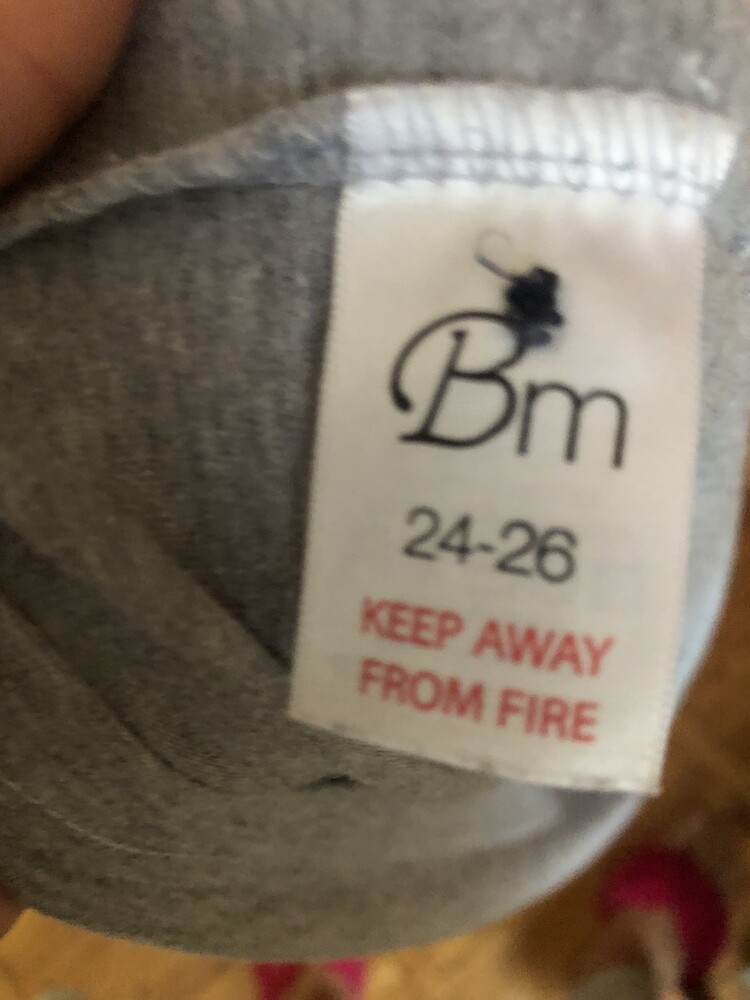 Bm
24-26
KEEP AWAY
FROM FIRE